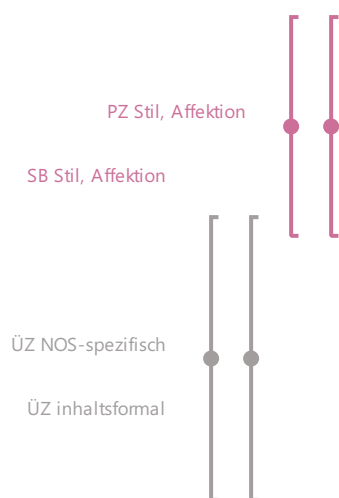 PZ Stil, Affektion
SB Stil, Affektion
ÜZ NOS-spezifisch
ÜZ inhaltsformal